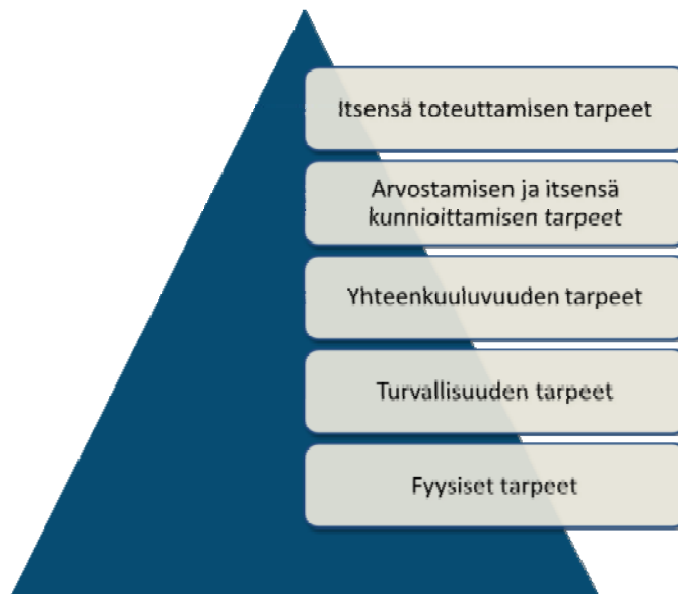 Itsensä toteuttamisen tarpeet
Arvostamisen ja itsensä
kunnioittamisen tarpeet
Yhteenkuuluvuuden tarpeet
Turvallisuuden tarpeet
Fyysiset tarpeet